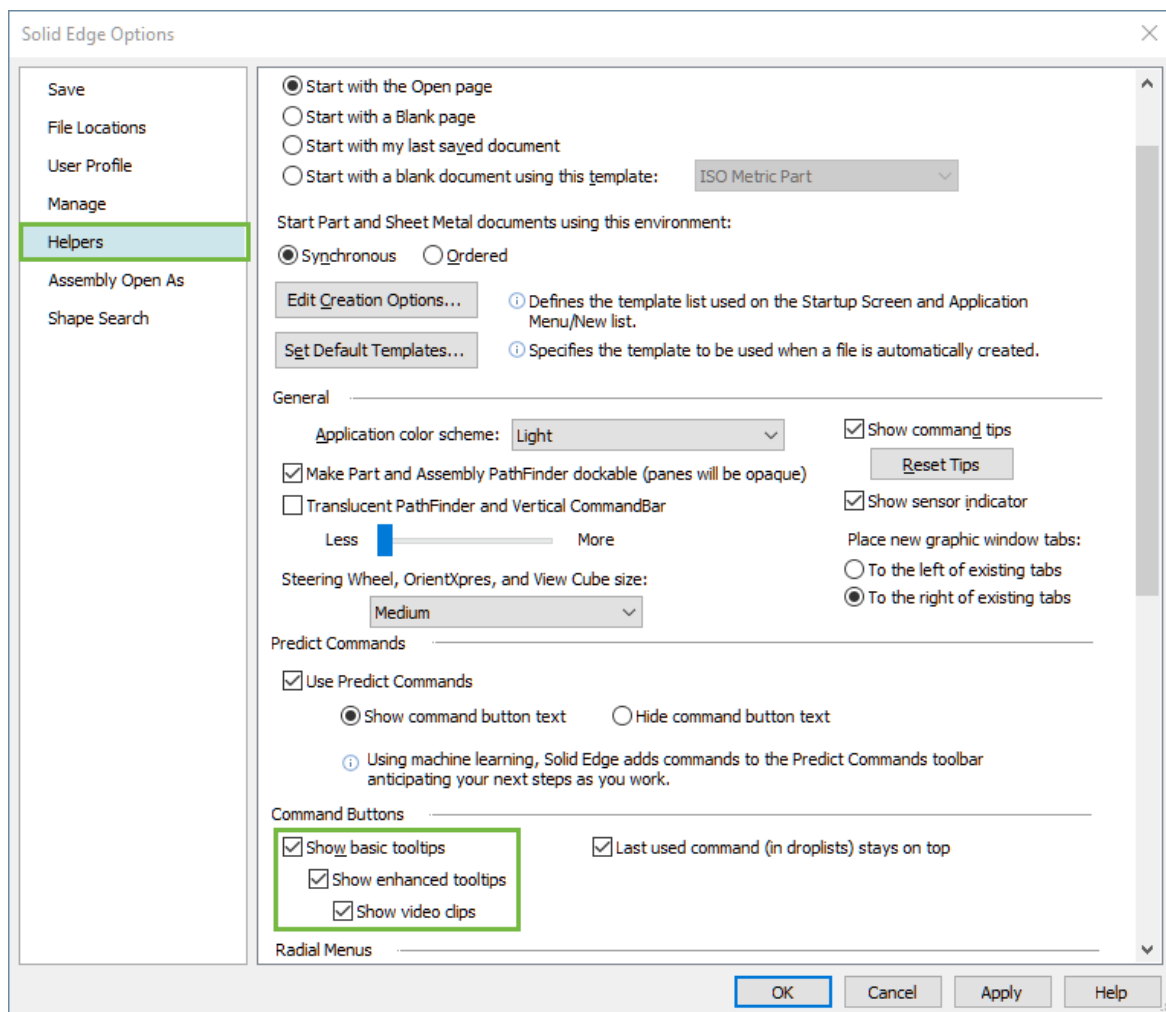 Solid Edge Options
Save
File Locations
User Profile
Manage
Helpers
Assembly Open As
Shape Search
Start with the Open page
Start with a Blank page
Start with my last saved document
Start with a blank document using this template: ISO Metric Part
Start Part and Sheet Metal documents using this environment:
Synchronous Ordered
Edit Creation Options...
Defines the template list used on the Startup Screen and Application
Menu/New list.
Set Default Templates...
Specifies the template to be used when a file is automatically created.
General
Application color scheme: Light
Make Part and Assembly PathFinder dockable (panes will be opaque)
Translucent PathFinder and Vertical CommandBar
Less More
Steering Wheel, OrientXpres, and View Cube size:
Medium
Show command tips
Reset Tips
Show sensor indicator
Place new graphic window tabs:
To the left of existing tabs
To the right of existing tabs
Predict Commands
Use Predict Commands
Show command button text Hide command button text
Using machine learning, Solid Edge adds commands to the Predict Commands toolbar
anticipating your next steps as you work.
Command Buttons
Show basic tooltips Last used command (in droplists) stays on top
Show enhanced tooltips
Show video clips
Radial Menus
OK Cancel Apply Help